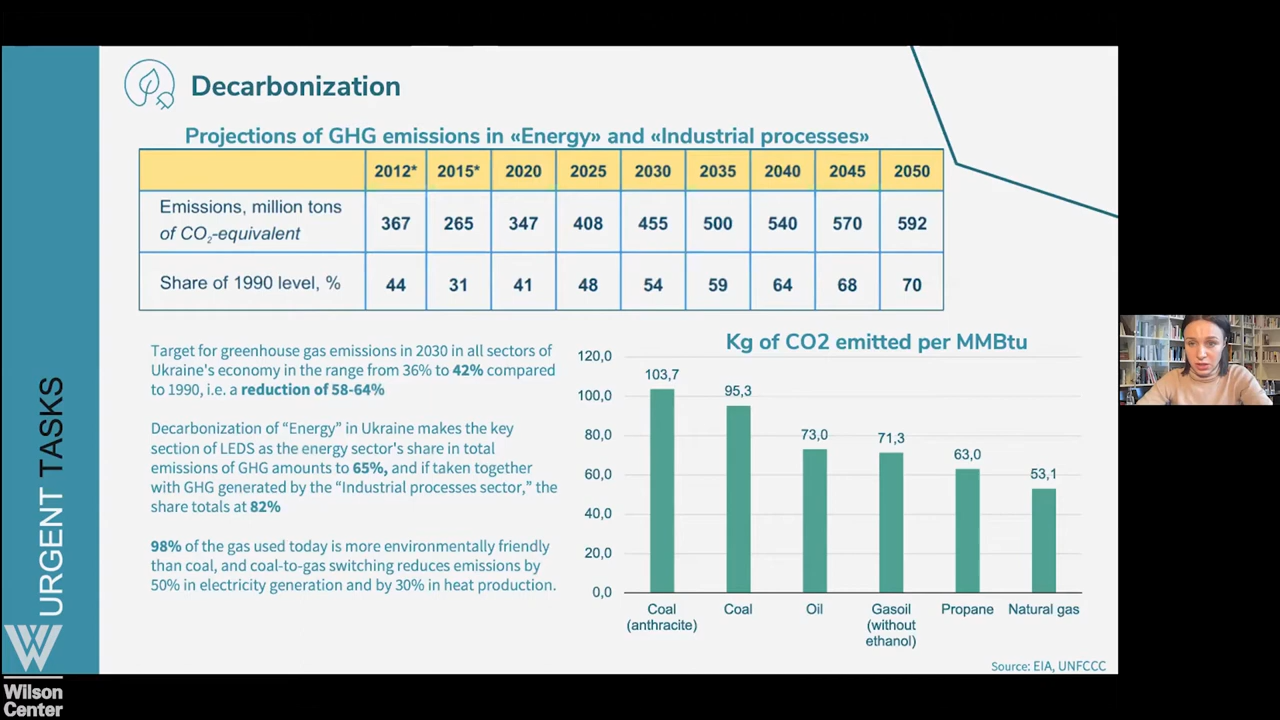 Decarbonization
Projections of GHG emissions in «Energy» and «Industrial processes»
2012* 2015* 2020 2025 2030 2035 2040 2045 2050
Emissions, million tons
of CO2-equivalent
367 265 347 408 455 500 540 570 592
Share of 1990 level, % 44 31 41 48 54 59 64 68 70
Target for greenhouse gas emissions in 2030 in all sectors of
Ukraine's economy in the range from 36% to 42% compared
to 1990, i.e. a reduction of 58-64%
Decarbonization of “Energy” in Ukraine makes the key
section of LEDS as the energy sector's share in total
emissions of GHG amounts to 65%, and if taken together
with GHG generated by the “Industrial processes sector,” the
share totals at 82%
98% of the gas used today is more environmentally friendly
than coal, and coal-to-gas switching reduces emissions by
50% in electricity generation and by 30% in heat production.
Kg of CO2 emitted per MMBtu
120,0
100,0
80,0
60,0
40,0
20,0
0,0
103,7
95,3
73,0
71,3
63,0
53,1
Coal
(anthracite)
Coal
Oil
Gasoil
(without
ethanol)
Propane
Natural gas
Source: EIA, UNFCCC
URGENT TASKS
W
Wilson
Center